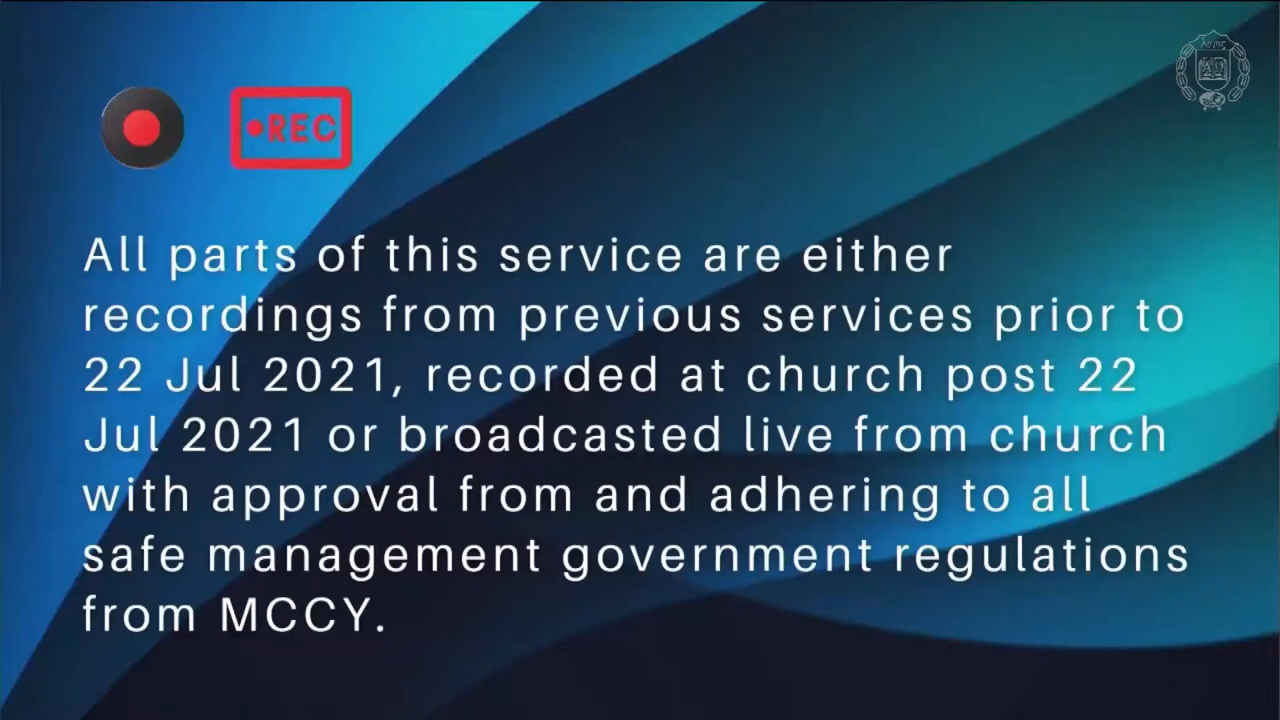 λόγος
REC
All parts of this service are either
recordings from previous services prior to
22 Jul 2021, recorded at church post 22
Jul 2021 or broadcasted live from church
with approval from and adhering to all
safe management government regulations
from MCCY.